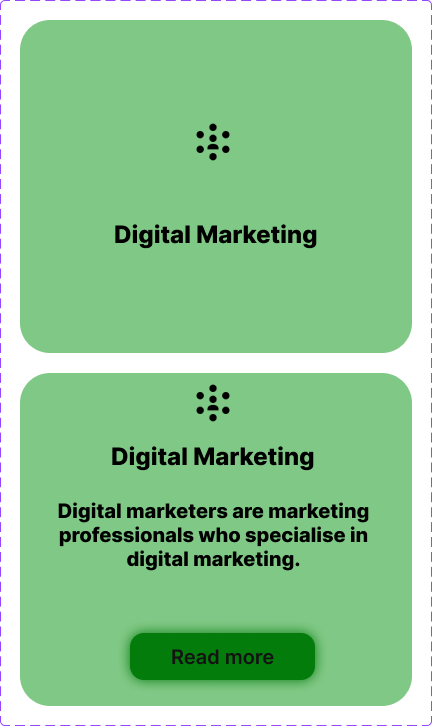 Digital Marketing
Digital Marketing
Digital marketers are marketing
professionals who specialise in
digital marketing.
Read more